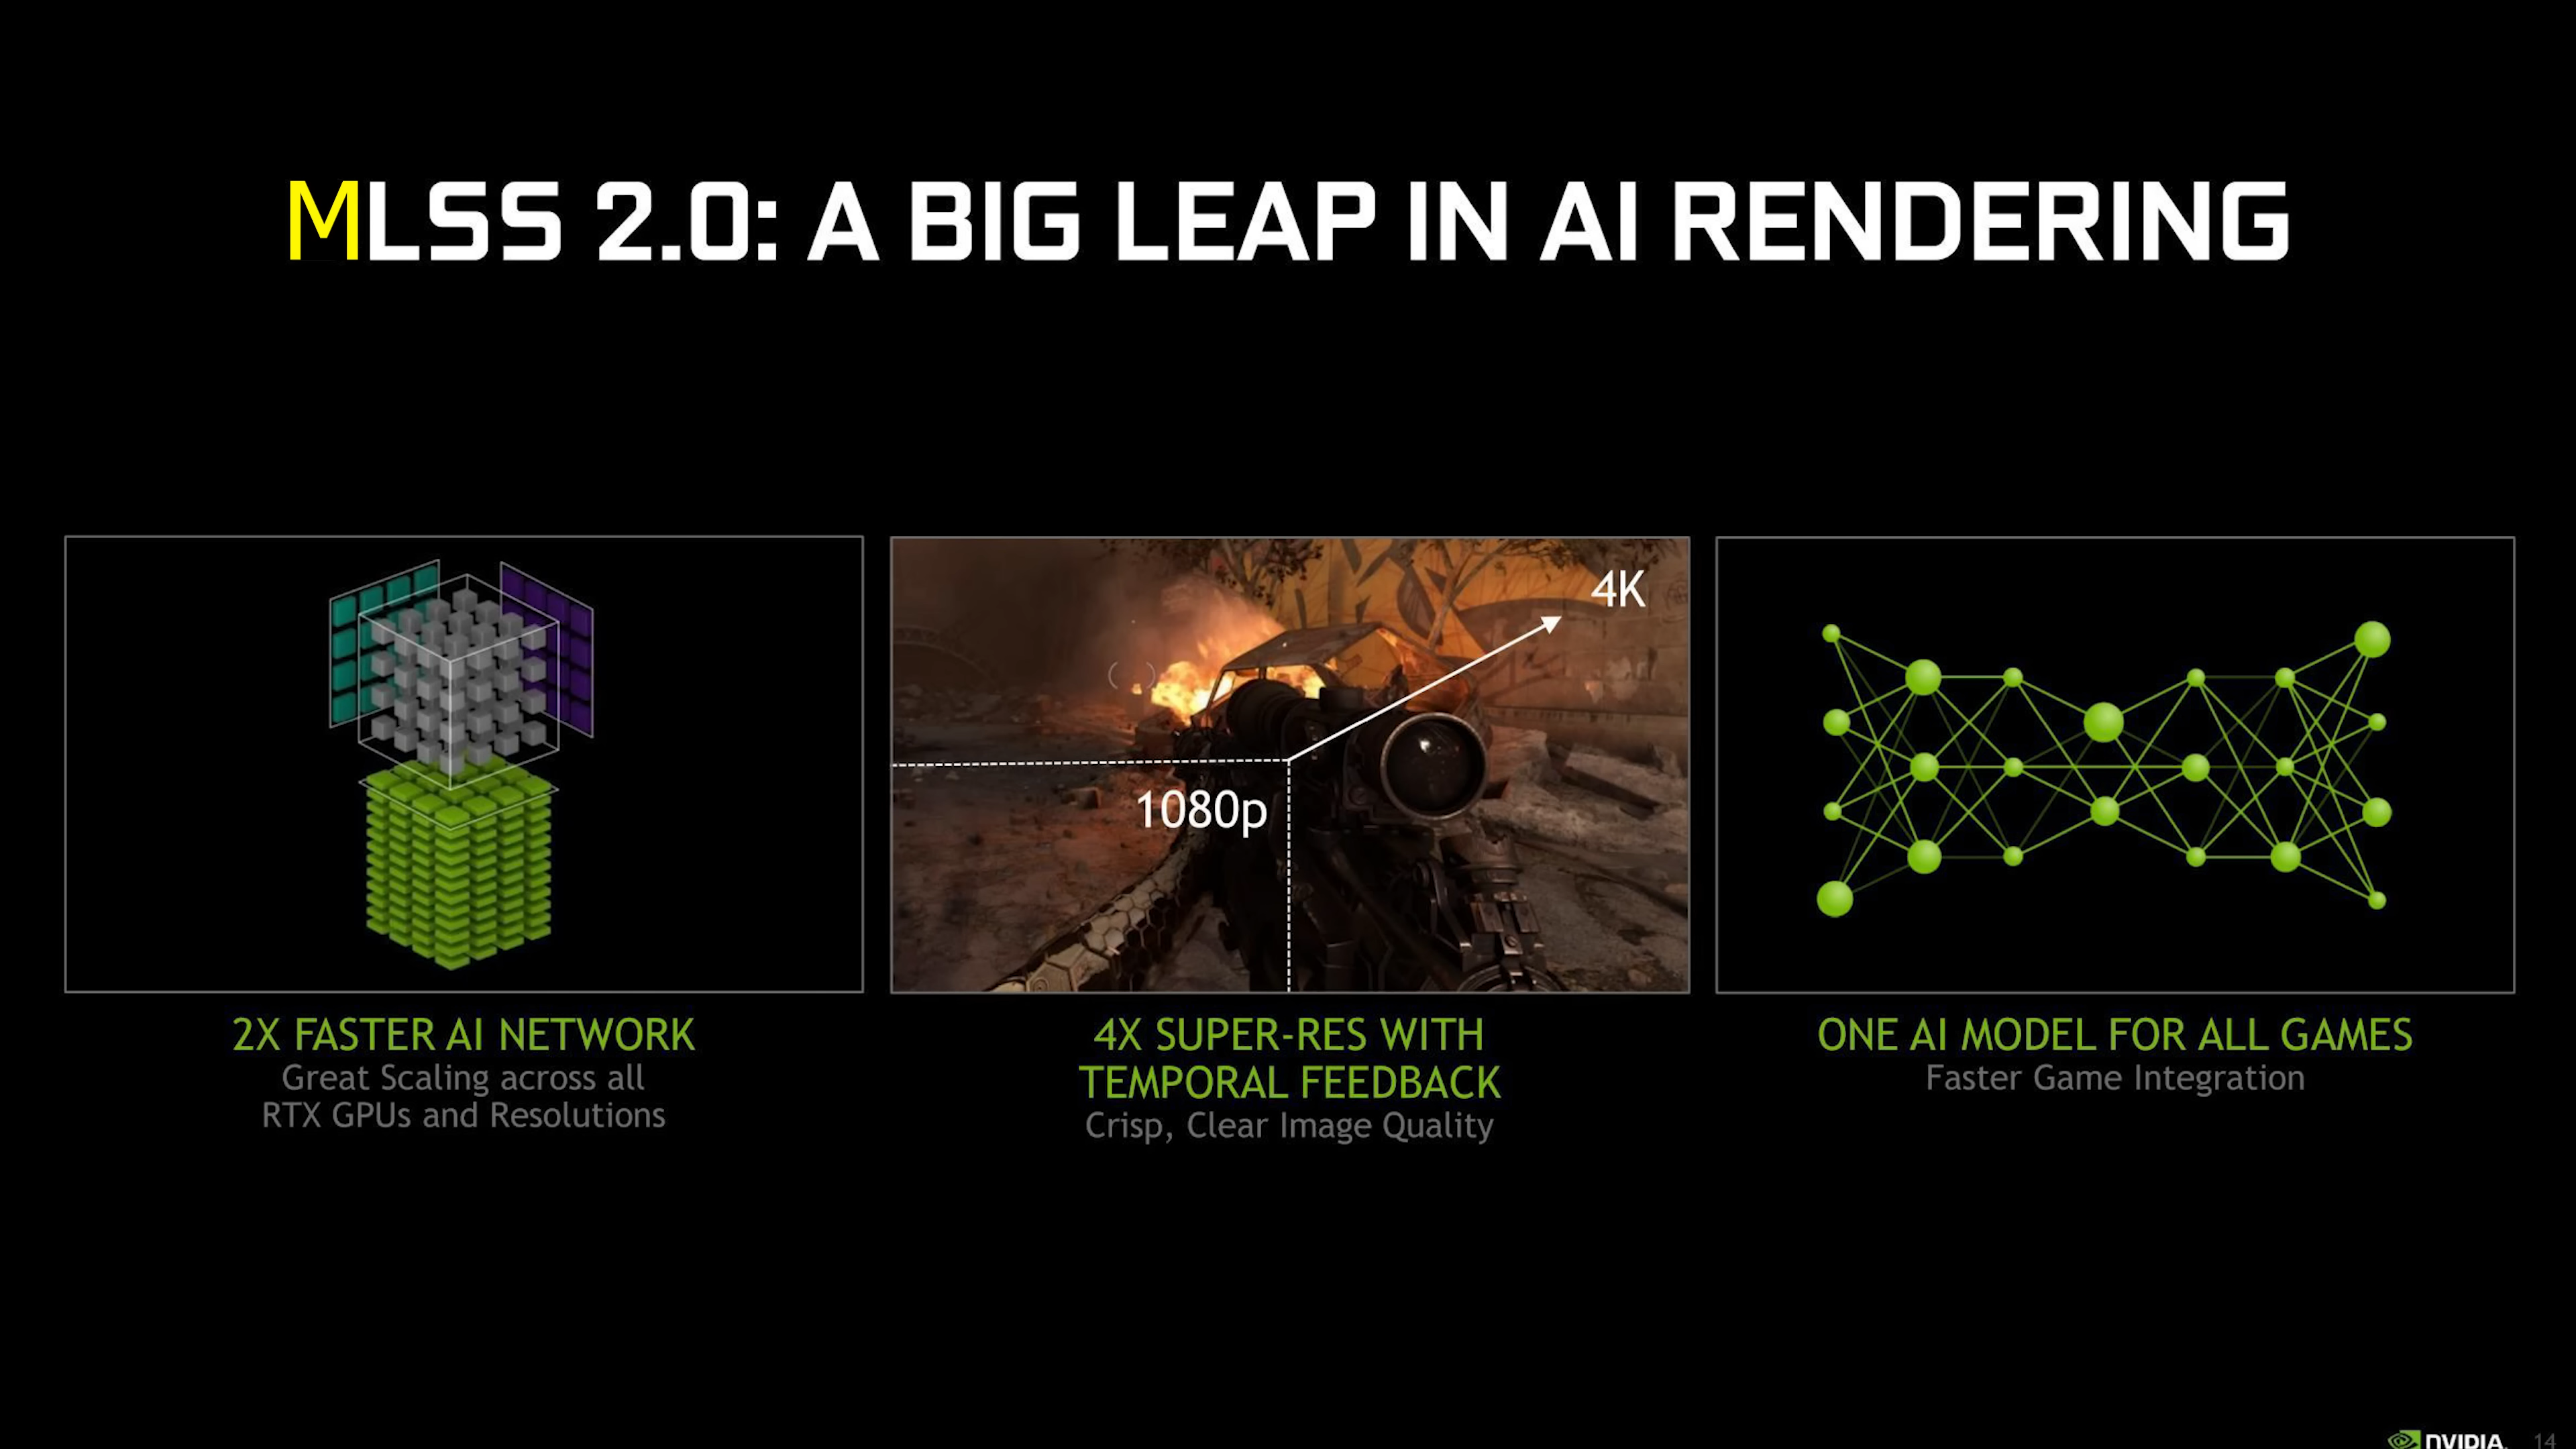 MLSS 2.0: A BIG LEAP IN AI RENDERING
4K
1080p
2X FASTER AI NETWORK
Great Scaling across all
RTX GPUs and Resolutions
4X SUPER-RES WITH
TEMPORAL FEEDBACK
Crisp, Clear Image Quality
ONE AI MODEL FOR ALL GAMES
Faster Game Integration
NVIDIA
14